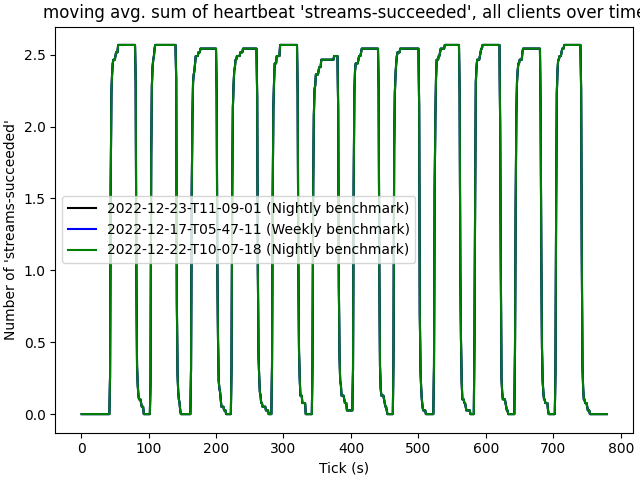 moving avg. sum of heartbeat 'streams-succeeded', all clients over time
2.5
2.0
1.5
1.0
0.5
0.0
Number of 'streams-succeeded'
2022-12-23-T11-09-01 (Nightly benchmark)
2022-12-17-T05-47-11 (Weekly benchmark)
2022-12-22-T10-07-18 (Nightly benchmark)
0 100 200 300 400 500 600 700 800
Tick (s)